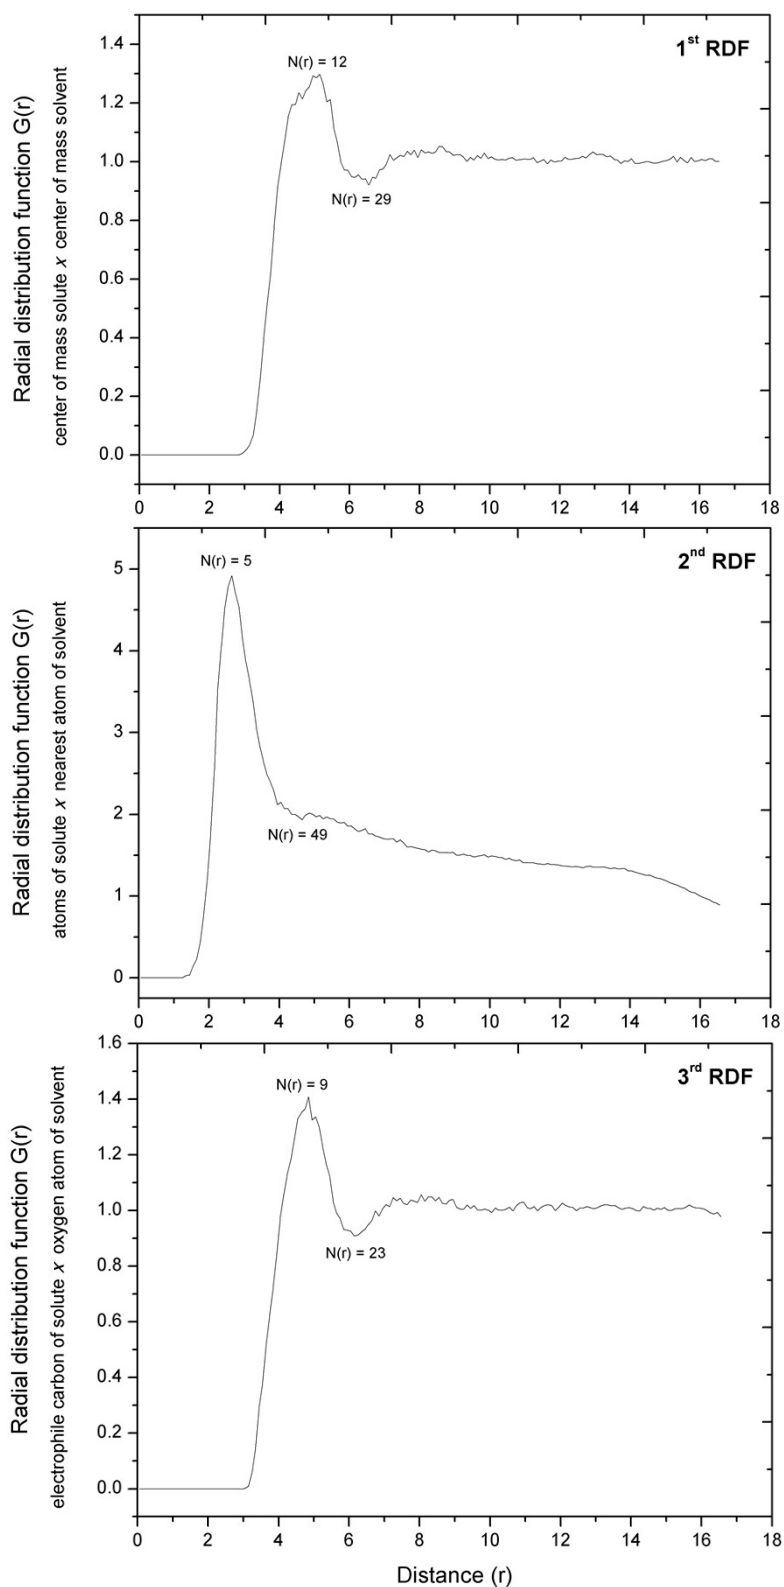 1st RDF
Radial distribution function G(r)
center of mass solute x center of mass solvent
1.4
1.2
1.0
0.8
0.6
0.4
0.2
0.0
N(r) = 12
N(r) = 29
0 2 4 6 8 10 12 14 16 18
2nd RDF
Radial distribution function G(r)
atoms of solute x nearest atom of solvent
5
4
3
2
1
0
N(r) = 5
N(r) = 49
0 2 4 6 8 10 12 14 16 18
3rd RDF
Radial distribution function G(r)
electrophile carbon of solute x oxygen atom of solvent
1.6
1.4
1.2
1.0
0.8
0.6
0.4
0.2
0.0
N(r) = 9
N(r) = 23
0 2 4 6 8 10 12 14 16 18
Distance (r)